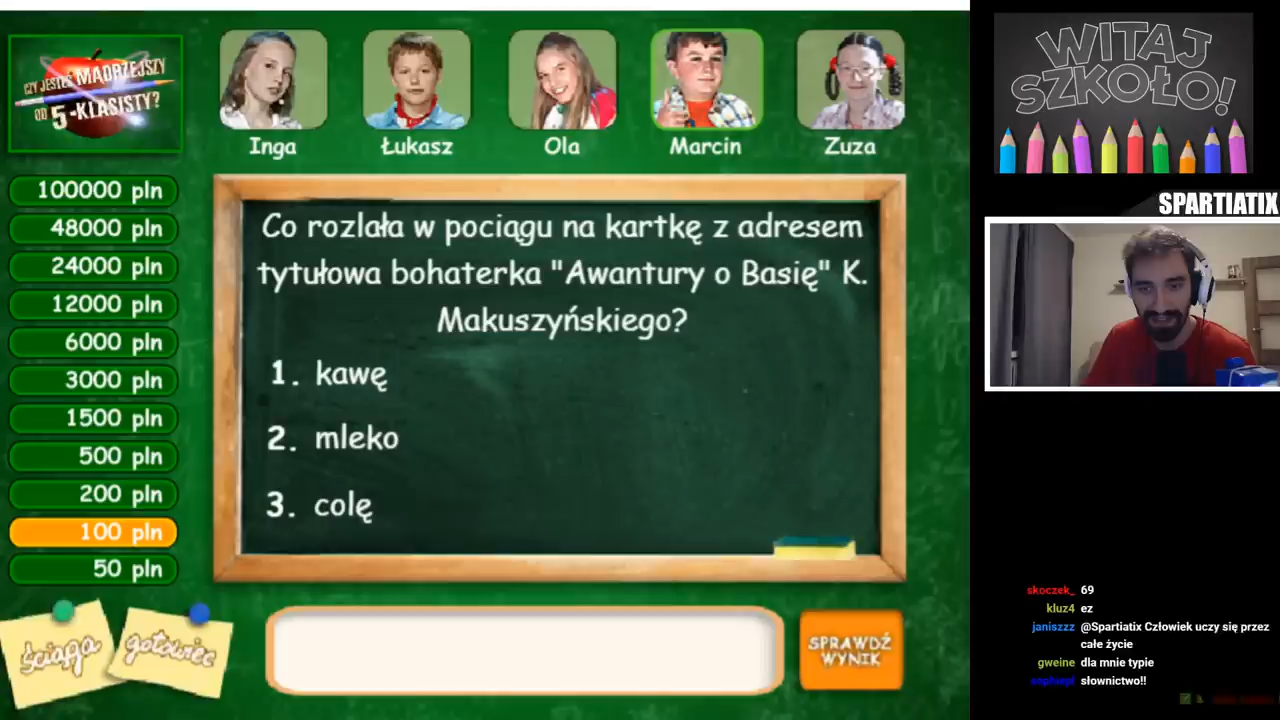 CZY JESTEŚ MĄDRZEJSZY
OD 5-KLASISTY?
Inga
Łukasz
Ola
Marcin
Zuza
100000 pln
48000 pln
24000 pln
12000 pln
6000 pln
3000 pln
1500 pln
500 pln
200 pln
100 pln
50 pln
Co rozlała w pociągu na kartkę z adresem
tytułowa bohaterka "Awantury o Basię" K.
Makuszyńskiego?
1. kawę
2. mleko
3. colę
ściąga
gotowiec
SPRAWDŹ
WYNIK
WITAJ
SZKOŁO!
SPARTIATIX
skoczek_ 69
kluz4 ez
janiszzz @Spartiatix Człowiek uczy się przez
całe życie
gweine dla mnie typie
słownictwo!!